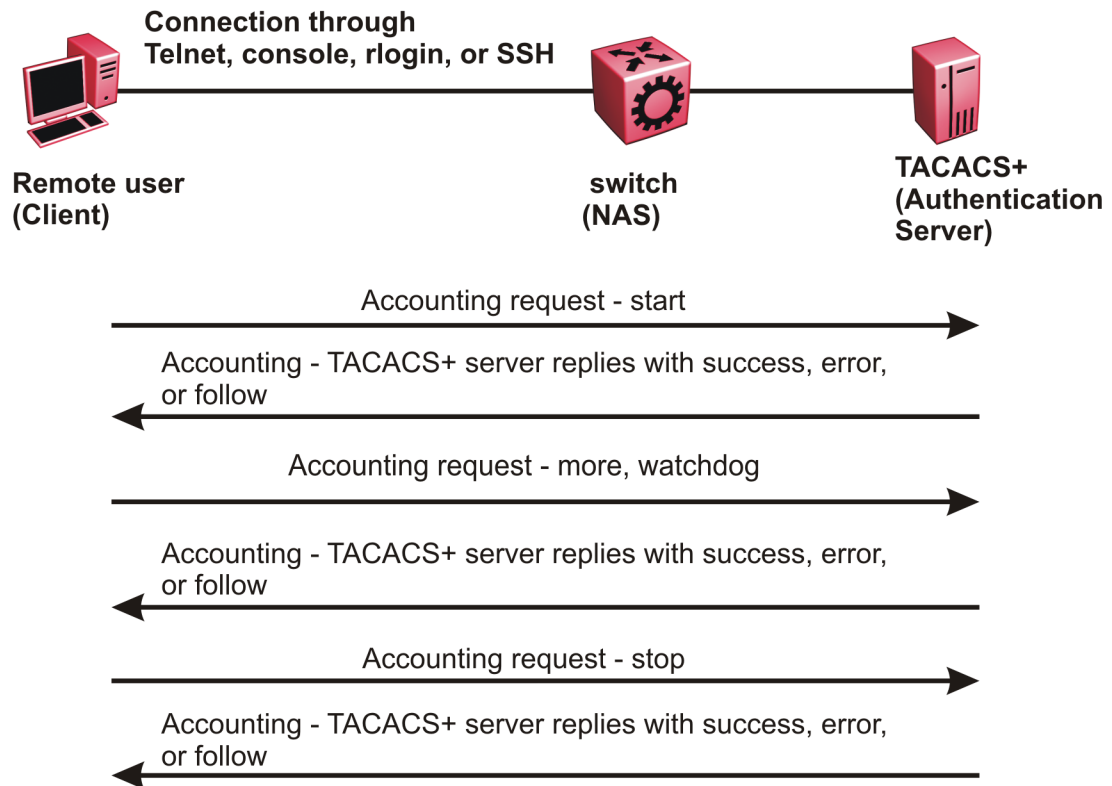 Connection through
Telnet, console, rlogin, or SSH
Remote user
(Client)
switch
(NAS)
TACACS+
(Authentication
Server)
Accounting request - start
Accounting - TACACS+ server replies with success, error,
or follow
Accounting request - more, watchdog
Accounting - TACACS+ server replies with success, error,
or follow
Accounting request - stop
Accounting - TACACS+ server replies with success, error,
or follow